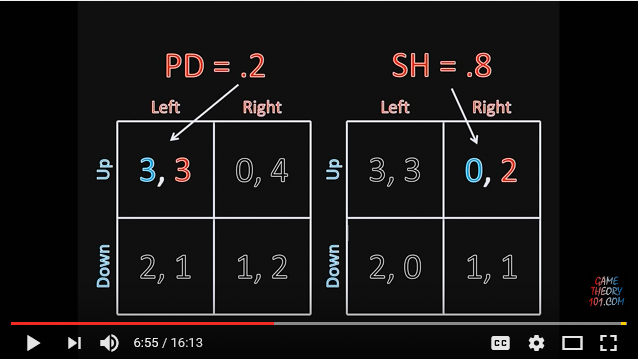 PD = .2
SH = .8
Left Right
Left Right
Up
3, 3 0, 4
Up
3, 3 0, 2
Down
2, 1 1, 2
Down
2, 0 1, 1
GAME
THEORY
101.COM
6:55 / 16:13
CC